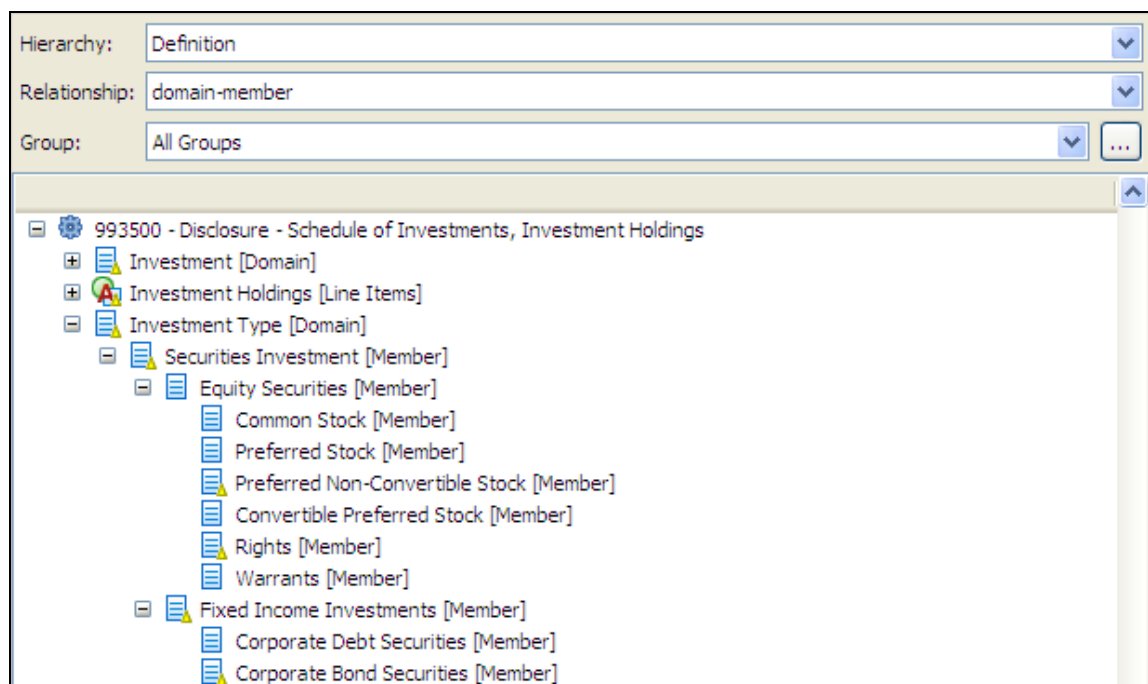 Hierarchy: Definition
Relationship: domain-member
Group: All Groups ...
993500 - Disclosure - Schedule of Investments, Investment Holdings
Investment [Domain]
Investment Holdings [Line Items]
Investment Type [Domain]
Securities Investment [Member]
Equity Securities [Member]
Common Stock [Member]
Preferred Stock [Member]
Preferred Non-Convertible Stock [Member]
Convertible Preferred Stock [Member]
Rights [Member]
Warrants [Member]
Fixed Income Investments [Member]
Corporate Debt Securities [Member]
Corporate Bond Securities [Member]